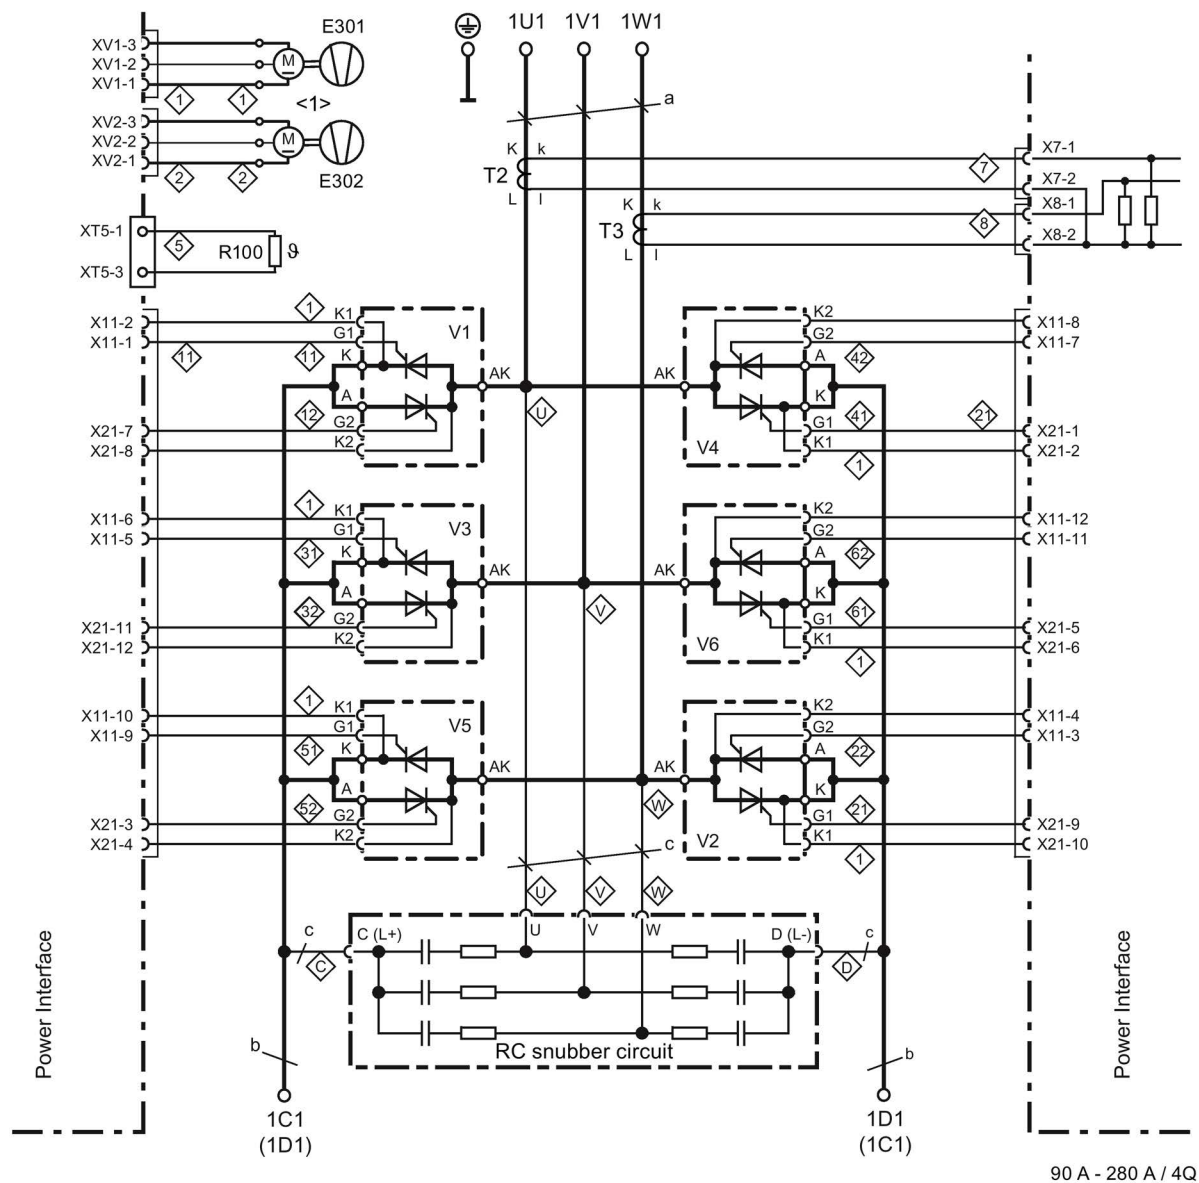 1U1 1V1 1W1
E301
XV1-3
XV1-2
XV1-1
M
1 1 <1>
XV2-3
XV2-2
XV2-1
M
2 2 E302
a
K k
T2
L l
K k
T3
L l
7
8
X7-1
X7-2
X8-1
X8-2
XT5-1
5
R100 ϑ
XT5-3
X11-2
X11-1
11
1
11
12
K1
G1
K
A
G2
K2
V1
AK
X21-7
X21-8
U
AK
V4
K2
G2
A
K
G1
K1
42
41
1
21
X11-8
X11-7
X21-1
X21-2
X11-6
X11-5
1
31
32
K1
G1
K
A
G2
K2
V3
AK
X21-11
X21-12
V
AK
V6
K2
G2
A
K
G1
K1
62
61
1
X11-12
X11-11
X21-5
X21-6
X11-10
X11-9
1
51
52
K1
G1
K
A
G2
K2
V5
AK
X21-3
X21-4
W
AK
V2
K2
G2
A
K
G1
K1
22
21
1
X11-4
X11-3
X21-9
X21-10
c
U V W
U V W
c
C
C (L+)
D (L-)
D
c
RC snubber circuit
b
b
Power Interface
Power Interface
1C1
(1D1)
1D1
(1C1)
90 A - 280 A / 4Q